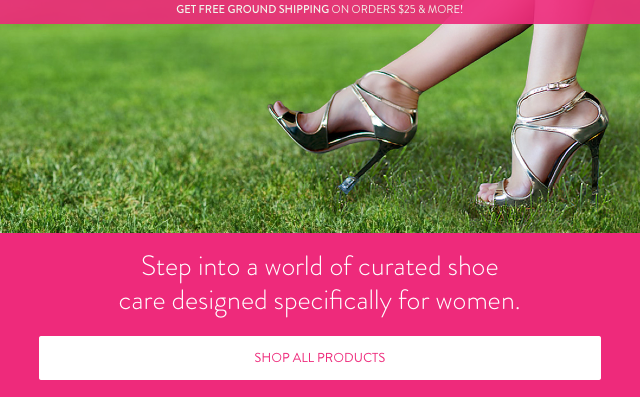 GET FREE GROUND SHIPPING ON ORDERS $25 & MORE!
Step into a world of curated shoe
care designed specifically for women.
SHOP ALL PRODUCTS